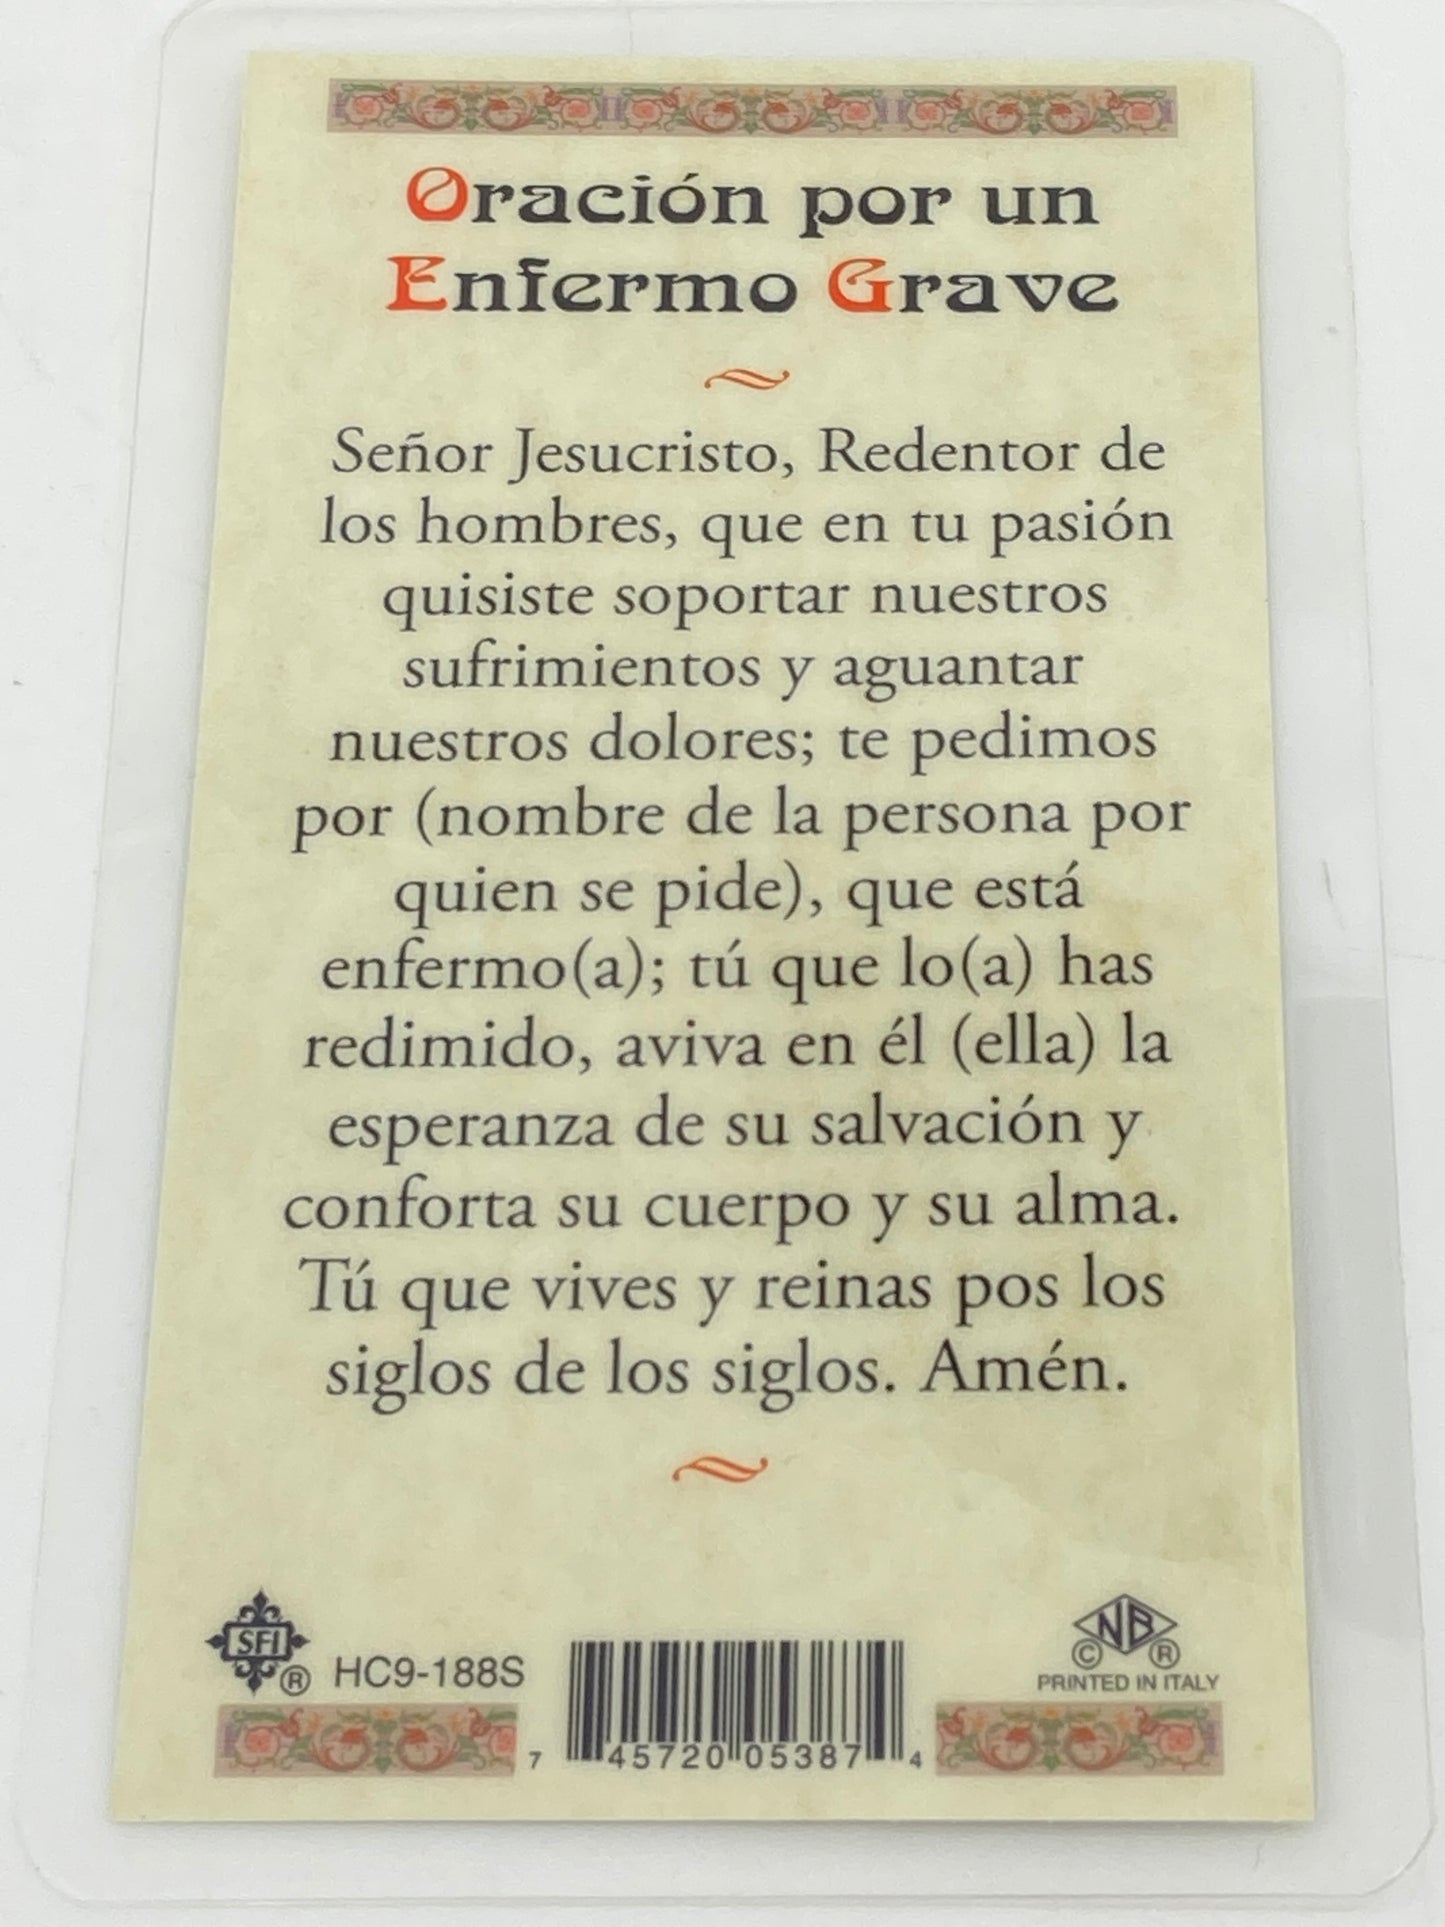 Oración por un
Enfermo Grave
Señor Jesucristo, Redentor de
los hombres, que en tu pasión
quisiste soportar nuestros
sufrimientos y aguantar
nuestros dolores; te pedimos
por (nombre de la persona por
quien se pide), que está
enfermo(a); tú que lo(a) has
redimido, aviva en él (ella) la
esperanza de su salvación y
conforta su cuerpo y su alma.
Tú que vives y reinas pos los
siglos de los siglos. Amén.
SFI ® HC9-188S
NB
© ®
PRINTED IN ITALY
7 45720 05387 4